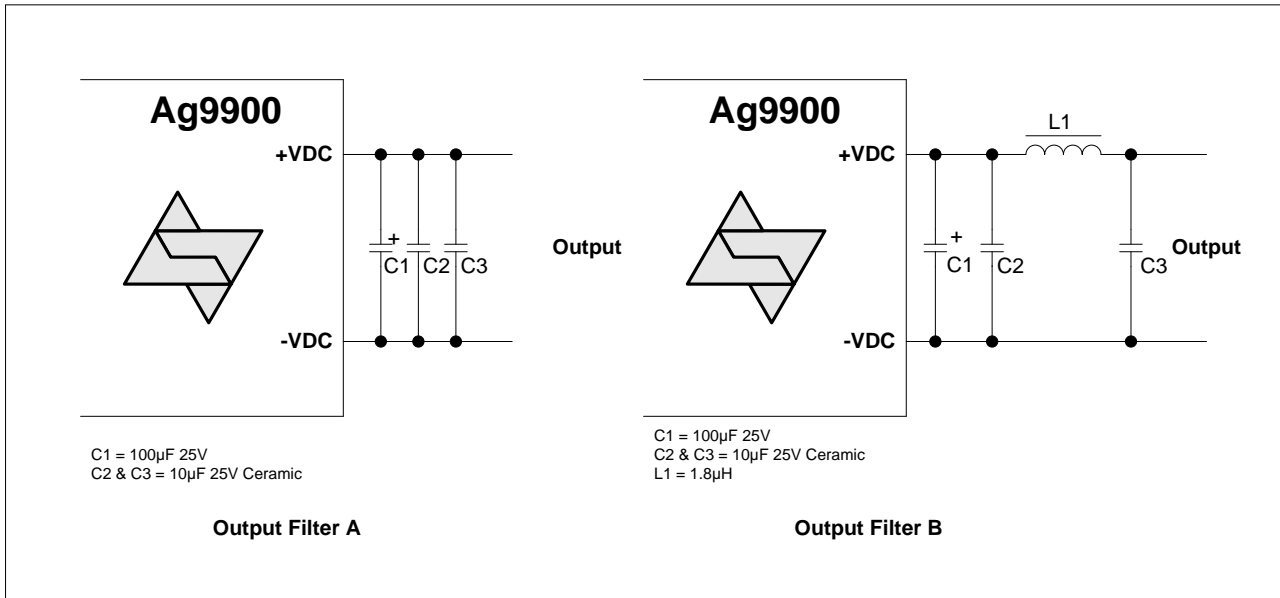 Ag9900
+VDC
+
C1 C2 C3
Output
-VDC
C1 = 100µF 25V
C2 & C3 = 10µF 25V Ceramic
Output Filter A
Ag9900
L1
+VDC
+
C1 C2 C3
Output
-VDC
C1 = 100µF 25V
C2 & C3 = 10µF 25V Ceramic
L1 = 1.8µH
Output Filter B